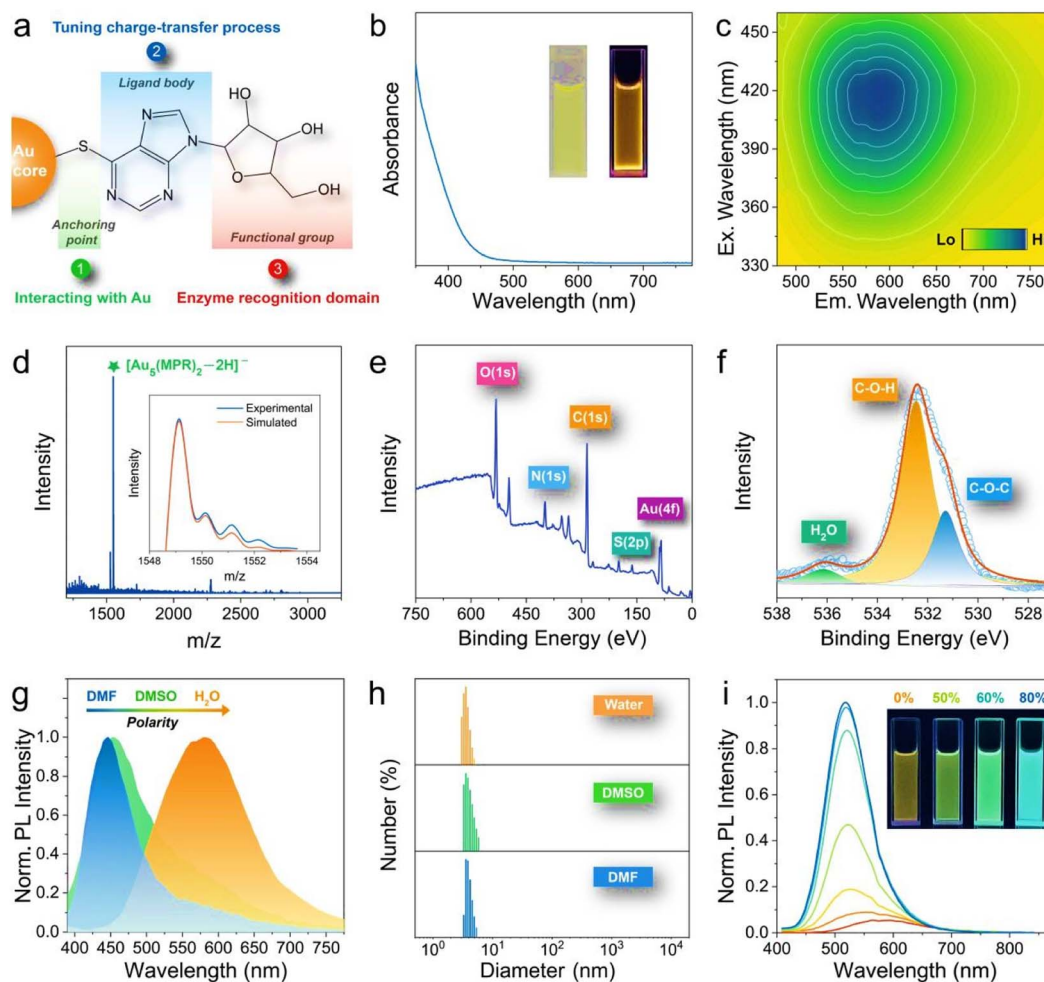 a
Tuning charge-transfer process
2
Ligand body
Au
core
S
N
N
N
N
HO
OH
O
OH
Anchoring
point
Functional group
1
3
Interacting with Au
Enzyme recognition domain
b
Absorbance
400
500
600
700
Wavelength (nm)
c
Ex. Wavelength (nm)
450
420
390
360
330
Lo
500
550
600
650
700
Em. Wavelength (nm)
d
[Au5(MPR)2−2H]−
Intensity
Experimental
Simulated
Intensity
1548
1550
1552
1554
m/z
1500
2000
2500
3000
m/z
e
O(1s)
C(1s)
N(1s)
Au(4f)
S(2p)
Intensity
750
600
450
300
150
0
Binding Energy (eV)
f
C-O-H
C-O-C
H2O
Intensity
538
536
534
532
530
528
Binding Energy (eV)
g
DMF
DMSO
H2O
Polarity
Norm. PL Intensity
1.0
0.8
0.6
0.4
0.2
0.0
400
450
500
550
600
650
700
750
Wavelength (nm)
h
Water
DMSO
DMF
Number (%)
10^0
10^1
10^2
10^3
10^4
Diameter (nm)
i
0%
50%
60%
80%
Norm. PL Intensity
1.0
0.8
0.6
0.4
0.2
0.0
400
500
600
700
800
Wavelength (nm)